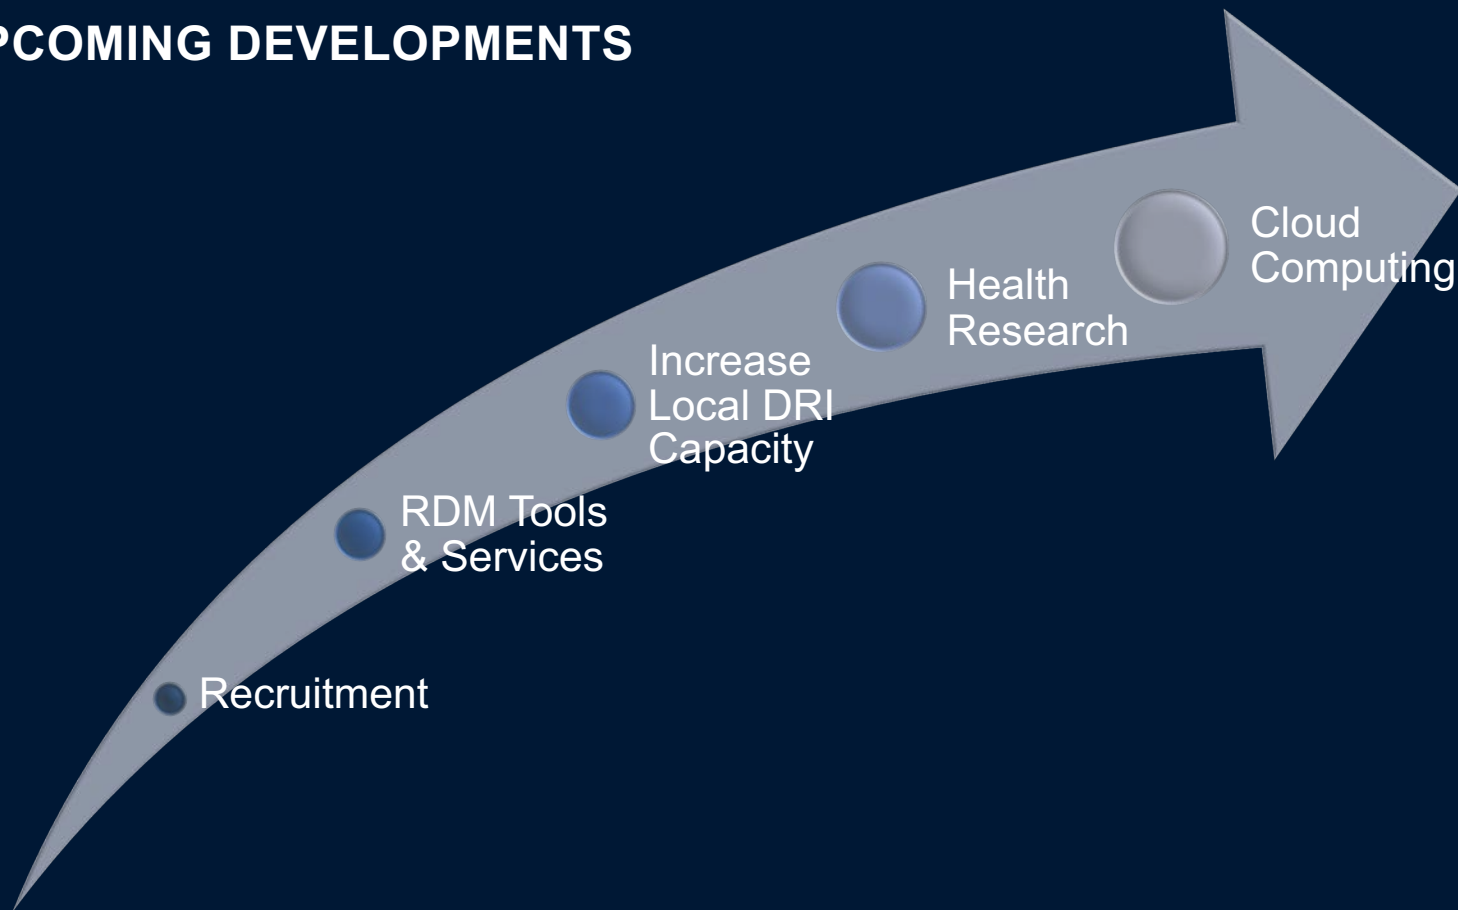 PCOMING DEVELOPMENTS
Recruitment
RDM Tools
& Services
Increase
Local DRI
Capacity
Health
Research
Cloud
Computing